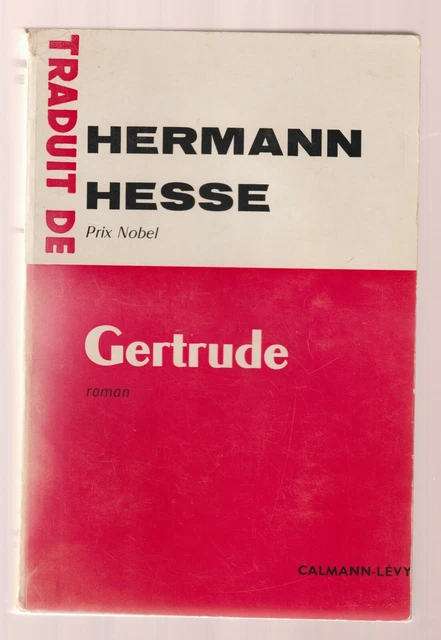 TRADUIT DE
HERMANN
HESSE
Prix Nobel
Gertrude
roman
CALMANN-LÉVY